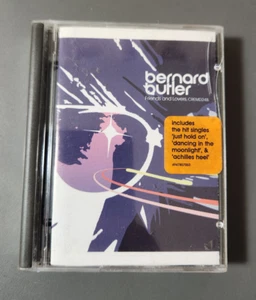 bernard
butler
Friends and Lovers,
includes
the hit singles
'just hold on',
'dancing in the
moonlight', &
'achilles heel'